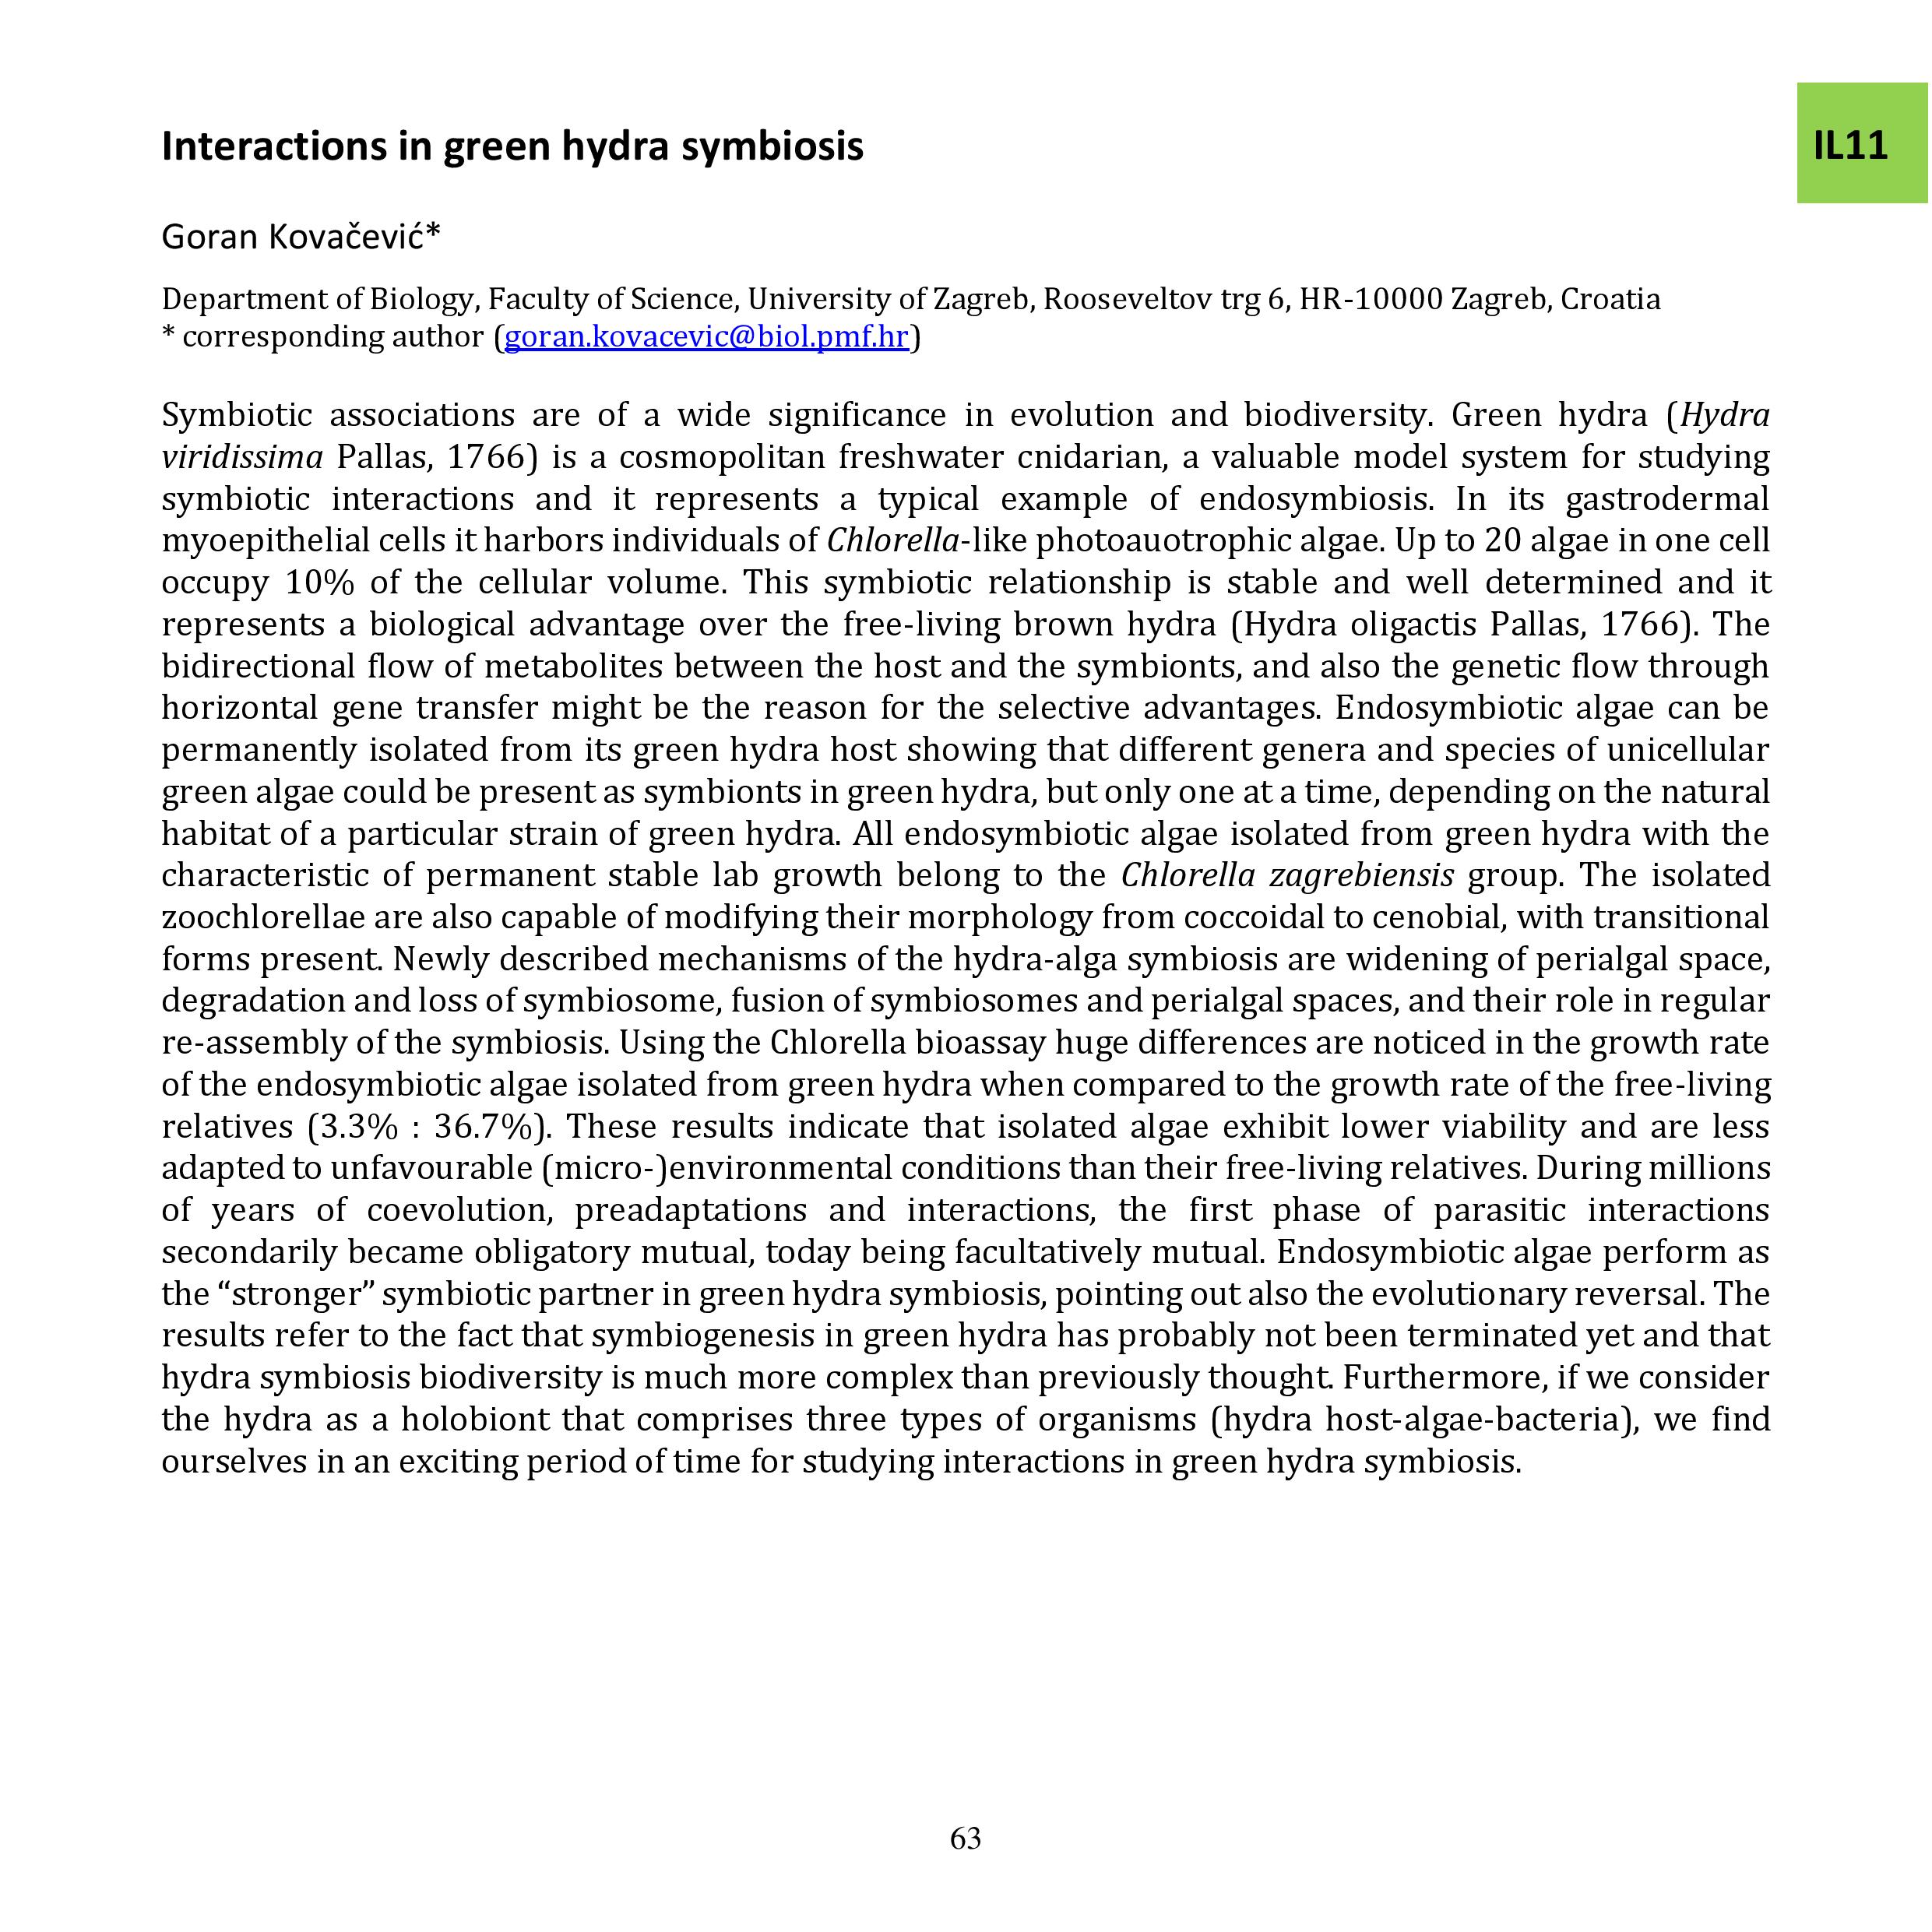 Interactions in green hydra symbiosis
IL11
Goran Kovačević*
Department of Biology, Faculty of Science, University of Zagreb, Rooseveltov trg 6, HR-10000 Zagreb, Croatia
* corresponding author (goran.kovacevic@biol.pmf.hr)
Symbiotic associations are of a wide significance in evolution and biodiversity. Green hydra (Hydra
viridissima Pallas, 1766) is a cosmopolitan freshwater cnidarian, a valuable model system for studying
symbiotic interactions and it represents a typical example of endosymbiosis. In its gastrodermal
myoepithelial cells it harbors individuals of Chlorella-like photoauotrophic algae. Up to 20 algae in one cell
occupy 10% of the cellular volume. This symbiotic relationship is stable and well determined and it
represents a biological advantage over the free-living brown hydra (Hydra oligactis Pallas, 1766). The
bidirectional flow of metabolites between the host and the symbionts, and also the genetic flow through
horizontal gene transfer might be the reason for the selective advantages. Endosymbiotic algae can be
permanently isolated from its green hydra host showing that different genera and species of unicellular
green algae could be present as symbionts in green hydra, but only one at a time, depending on the natural
habitat of a particular strain of green hydra. All endosymbiotic algae isolated from green hydra with the
characteristic of permanent stable lab growth belong to the Chlorella zagrebiensis group. The isolated
zoochlorellae are also capable of modifying their morphology from coccoidal to cenobial, with transitional
forms present. Newly described mechanisms of the hydra-alga symbiosis are widening of perialgal space,
degradation and loss of symbiosome, fusion of symbiosomes and perialgal spaces, and their role in regular
re-assembly of the symbiosis. Using the Chlorella bioassay huge differences are noticed in the growth rate
of the endosymbiotic algae isolated from green hydra when compared to the growth rate of the free-living
relatives (3.3% : 36.7%). These results indicate that isolated algae exhibit lower viability and are less
adapted to unfavourable (micro-)environmental conditions than their free-living relatives. During millions
of years of coevolution, preadaptations and interactions, the first phase of parasitic interactions
secondarily became obligatory mutual, today being facultatively mutual. Endosymbiotic algae perform as
the “stronger” symbiotic partner in green hydra symbiosis, pointing out also the evolutionary reversal. The
results refer to the fact that symbiogenesis in green hydra has probably not been terminated yet and that
hydra symbiosis biodiversity is much more complex than previously thought. Furthermore, if we consider
the hydra as a holobiont that comprises three types of organisms (hydra host-algae-bacteria), we find
ourselves in an exciting period of time for studying interactions in green hydra symbiosis.
63